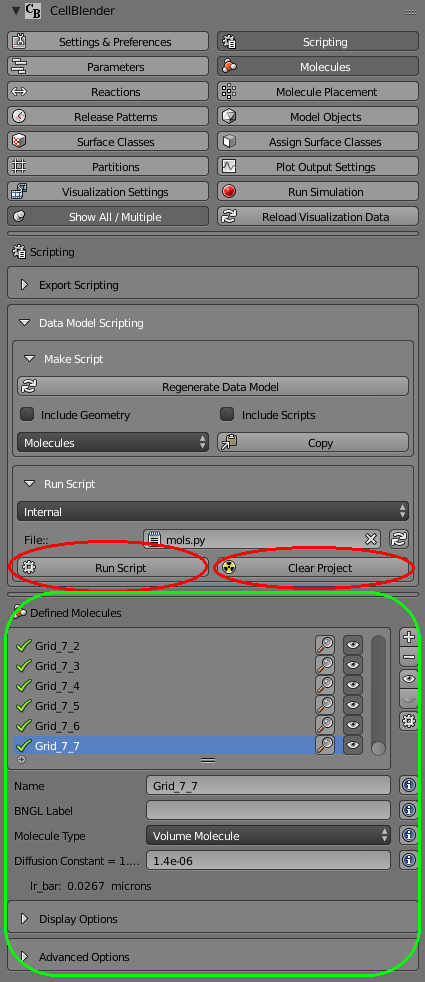 CB CellBlender
Settings & Preferences Scripting
Parameters Molecules
Reactions Molecule Placement
Release Patterns Model Objects
Surface Classes Assign Surface Classes
Partitions Plot Output Settings
Visualization Settings Run Simulation
Show All / Multiple Reload Visualization Data
Scripting
Export Scripting
Data Model Scripting
Make Script
Regenerate Data Model
Include Geometry Include Scripts
Molecules Copy
Run Script
Internal
File:: mols.py
Run Script Clear Project
Defined Molecules
Grid_7_2
Grid_7_3
Grid_7_4
Grid_7_5
Grid_7_6
Grid_7_7
Name Grid_7_7
BNGL Label
Molecule Type Volume Molecule
Diffusion Constant = 1.... 1.4e-06
lr_bar: 0.0267 microns
Display Options
Advanced Options